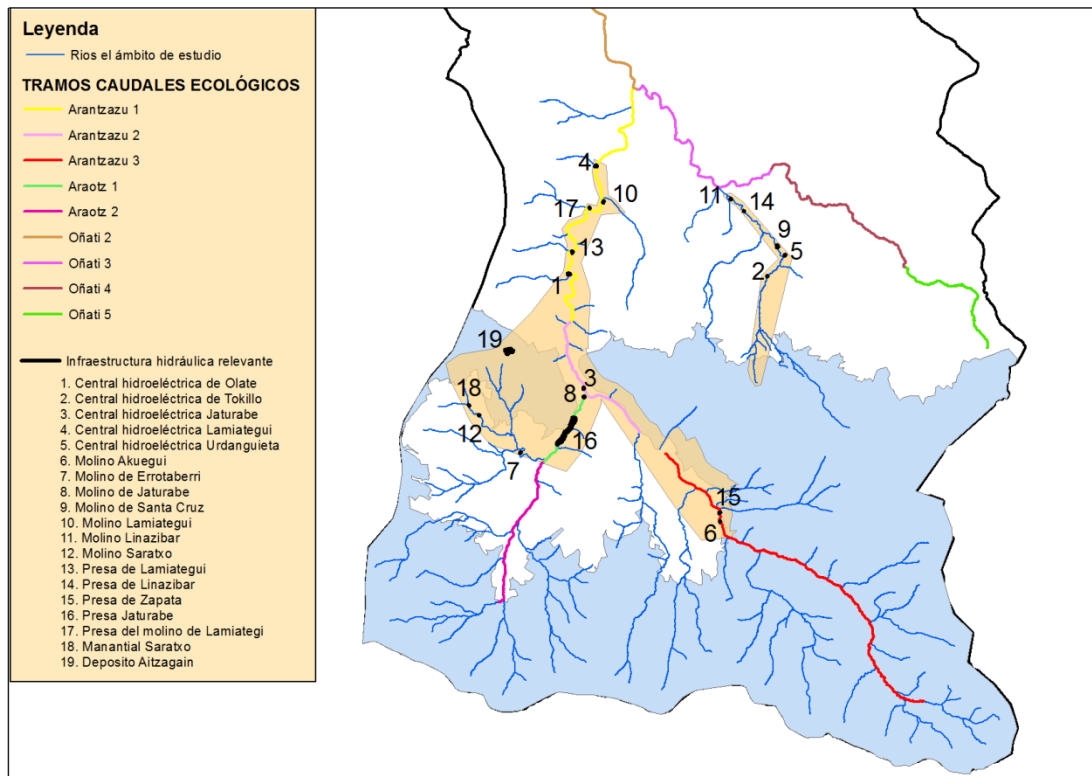 Leyenda
Rios el ámbito de estudio
TRAMOS CAUDALES ECOLÓGICOS
Arantzazu 1
Arantzazu 2
Arantzazu 3
Araotz 1
Araotz 2
Oñati 2
Oñati 3
Oñati 4
Oñati 5
Infraestructura hidráulica relevante
1. Central hidroeléctrica de Olate
2. Central hidroeléctrica de Tokillo
3. Central hidroeléctrica Jaturabe
4. Central hidroeléctrica Lamiategui
5. Central hidroeléctrica Urdanguieta
6. Molino Akuegui
7. Molino de Errotaberri
8. Molino de Jaturabe
9. Molino de Santa Cruz
10. Molino Lamiategui
11. Molino Linazibar
12. Molino Saratxo
13. Presa de Lamiategui
14. Presa de Linazibar
15. Presa de Zapata
16. Presa Jaturabe
17. Presa del molino de Lamiategi
18. Manantial Saratxo
19. Deposito Aitzagain
4
10
17
11
14
13
9
5
1
2
19
3
18
8
12
16
7
15
6